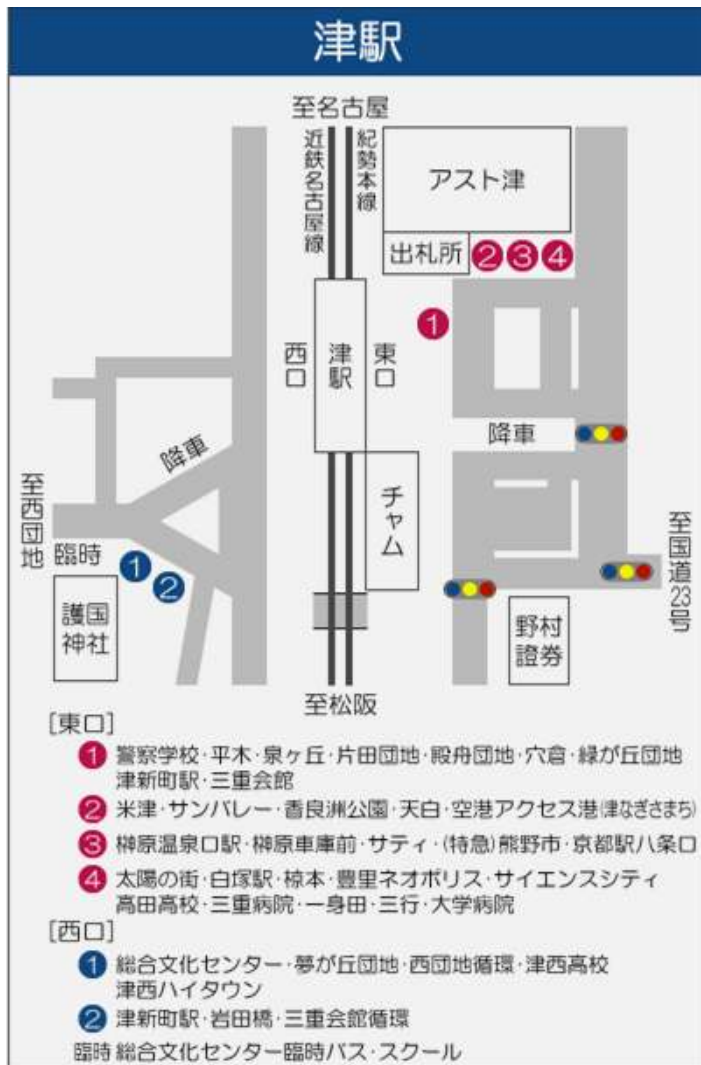 津駅
至名古屋
近鉄名古屋線
紀勢本線
アスト津
出札所
2 3 4
1
西口
津駅
東口
降車
降車
チャム
至西団地
臨時
1
2
護国
神社
至国道23号
野村
證券
至松阪
[東口]
1 警察学校・平木・泉ヶ丘・片田団地・殿舟団地・穴倉・緑が丘団地
津新町駅・三重会館
2 米津・サンバレー・香良洲公園・天白・空港アクセス港(津なぎさまち)
3 榊原温泉口駅・榊原車庫前・サティ・(特急)熊野市・京都駅八条口
4 太陽の街・白塚駅・椋本・豊里ネオポリス・サイエンスシティ
高田高校・三重病院・一身田・三行・大学病院
[西口]
1 総合文化センター・夢が丘団地・西団地循環・津西高校
津西ハイタウン
2 津新町駅・岩田橋・三重会館循環
臨時 総合文化センター臨時バス・スクール